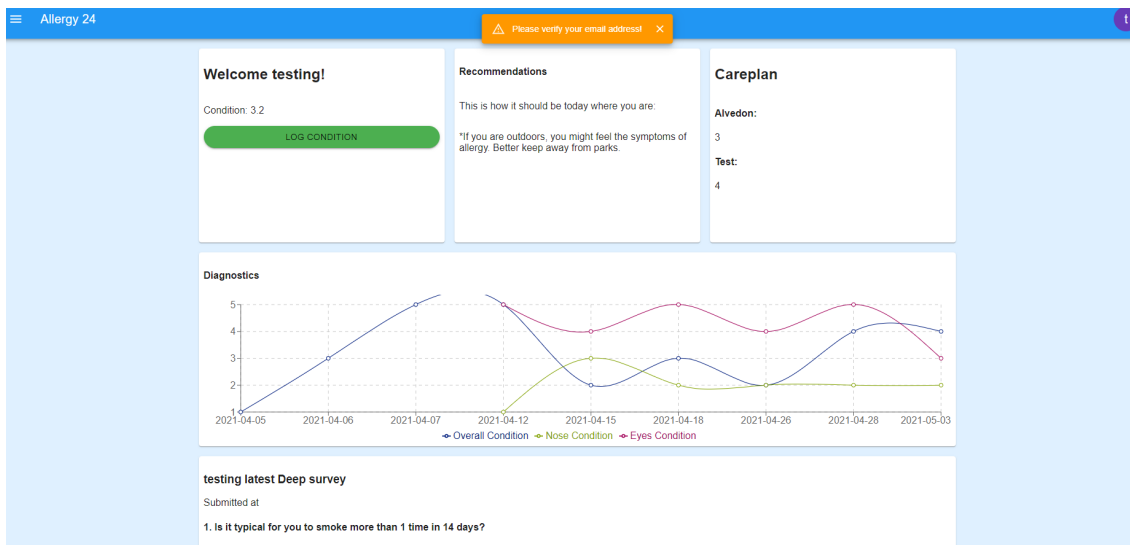 Allergy 24
Please verify your email address!
t
Welcome testing!
Condition: 3.2
LOG CONDITION
Recommendations
This is how it should be today where you are:
*If you are outdoors, you might feel the symptoms of
allergy. Better keep away from parks.
Careplan
Alvedon:
3
Test:
4
Diagnostics
5
4
3
2
1
2021-04-05 2021-04-06 2021-04-07 2021-04-12 2021-04-15 2021-04-18 2021-04-26 2021-04-28 2021-05-03
Overall Condition Nose Condition Eyes Condition
testing latest Deep survey
Submitted at
1. Is it typical for you to smoke more than 1 time in 14 days?